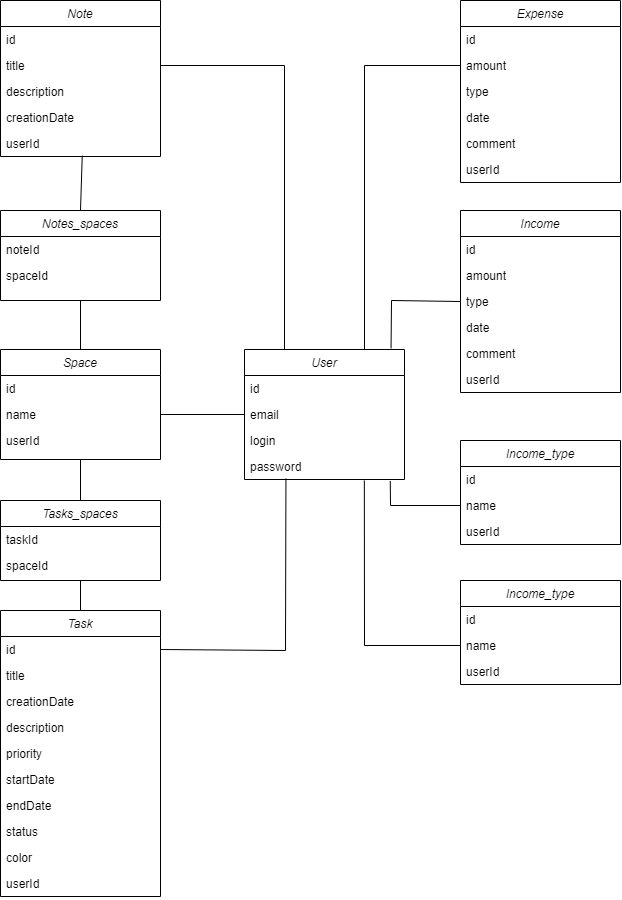 Note
id
title
description
creationDate
userId
Notes_spaces
noteId
spaceId
Space
id
name
userId
Tasks_spaces
taskId
spaceId
Task
id
title
creationDate
description
priority
startDate
endDate
status
color
userId
User
id
email
login
password
Expense
id
amount
type
date
comment
userId
Income
id
amount
type
date
comment
userId
Income_type
id
name
userId
Income_type
id
name
userId